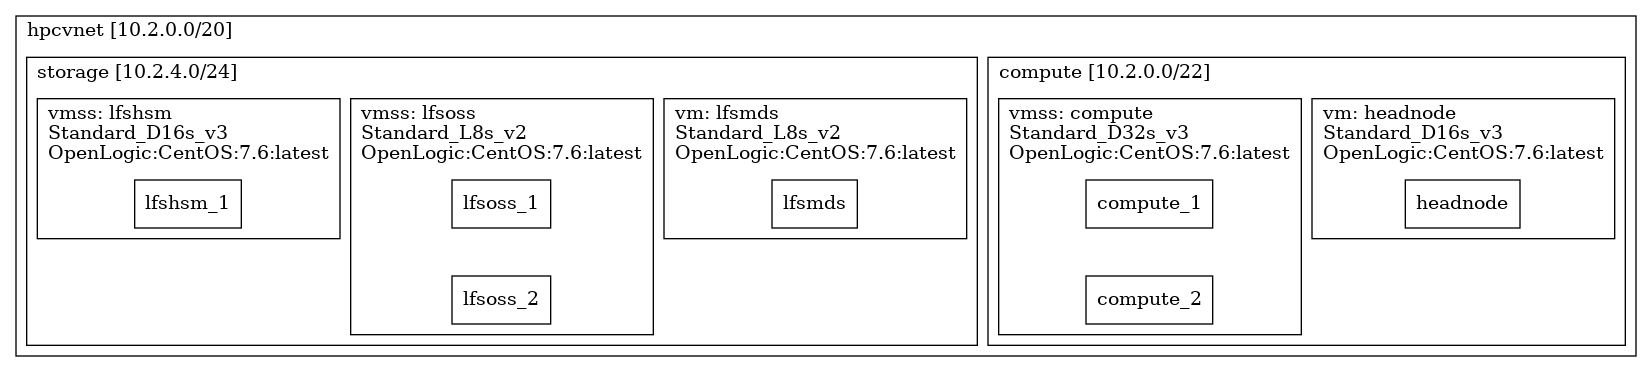 hpcvnet [10.2.0.0/20]
storage [10.2.4.0/24]
vmss: lfshsm
Standard_D16s_v3
OpenLogic:CentOS:7.6:latest
lfshsm_1
vmss: lfsoss
Standard_L8s_v2
OpenLogic:CentOS:7.6:latest
lfsoss_1
lfsoss_2
vm: lfsmds
Standard_L8s_v2
OpenLogic:CentOS:7.6:latest
lfsmds
compute [10.2.0.0/22]
vmss: compute
Standard_D32s_v3
OpenLogic:CentOS:7.6:latest
compute_1
compute_2
vm: headnode
Standard_D16s_v3
OpenLogic:CentOS:7.6:latest
headnode